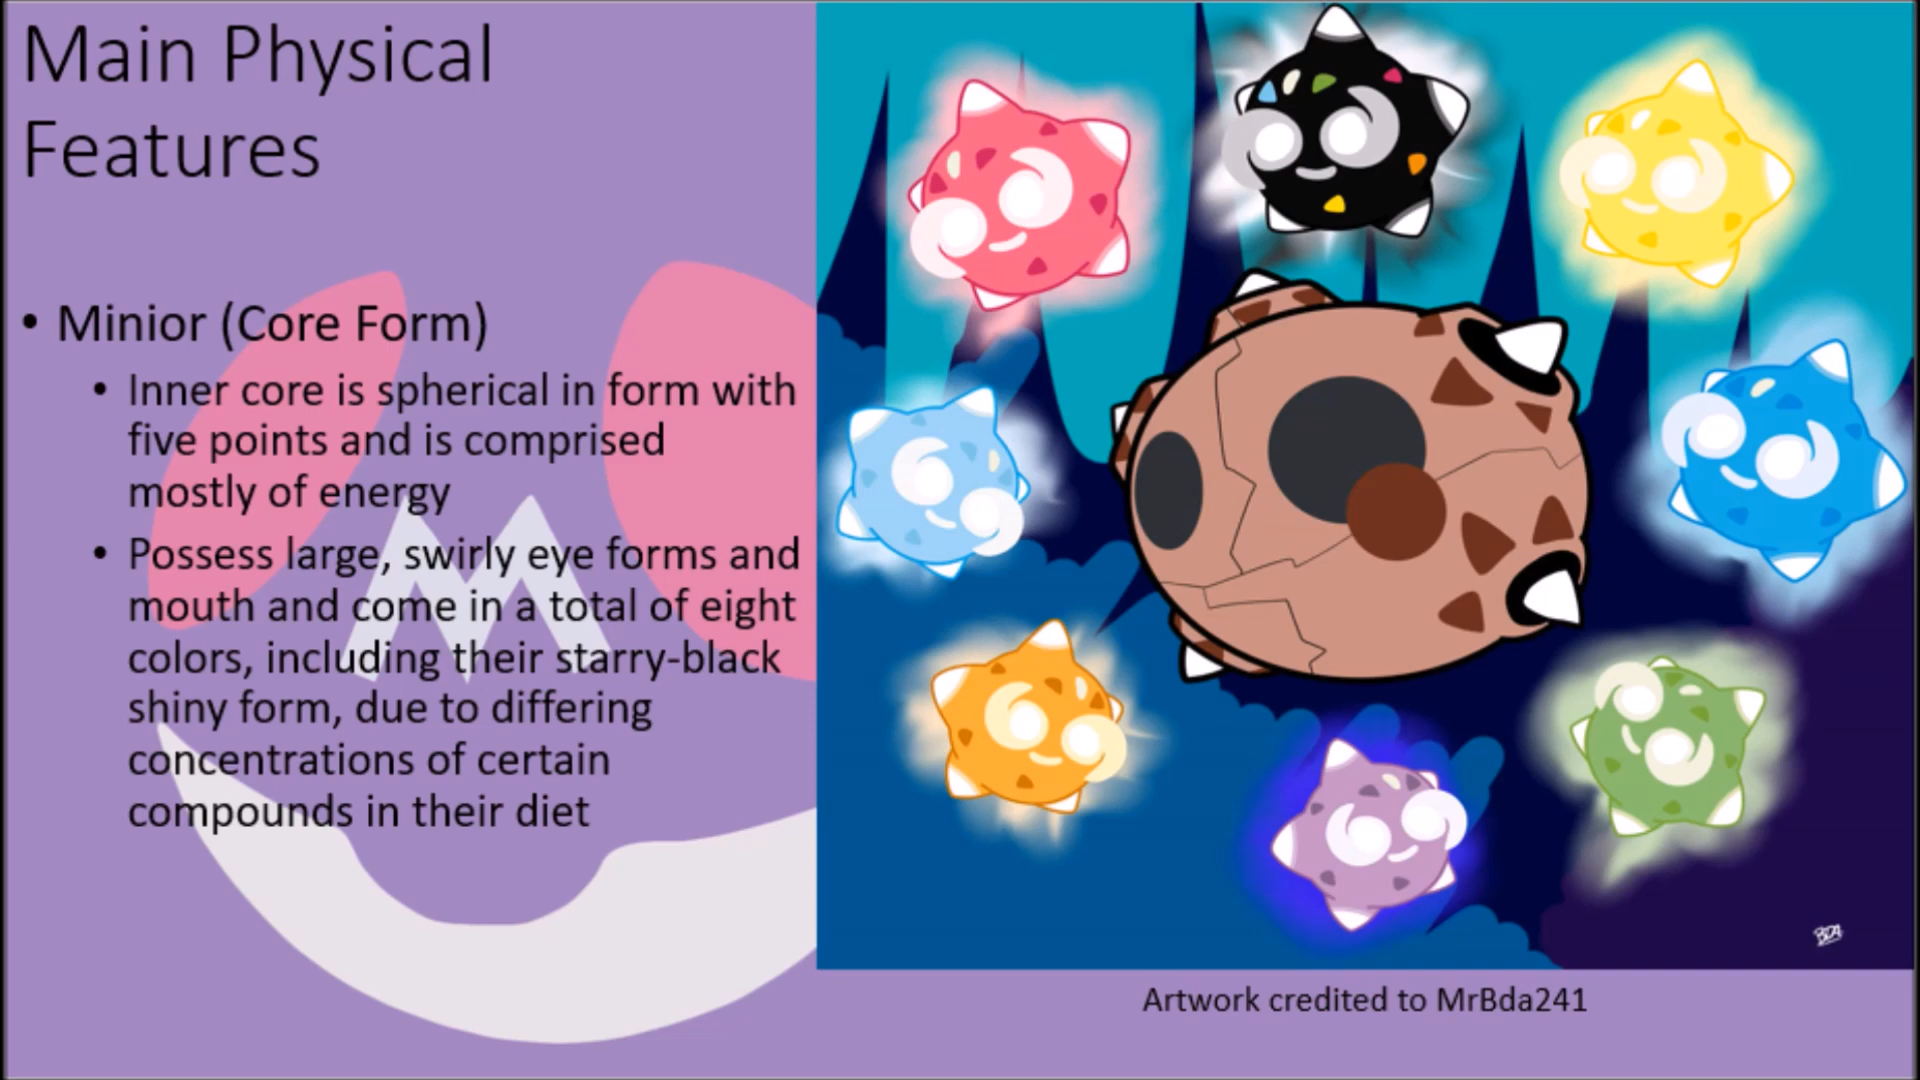 Main Physical
Features
• Minior (Core Form)
• Inner core is spherical in form with
five points and is comprised
mostly of energy
• Possess large, swirly eye forms and
mouth and come in a total of eight
colors, including their starry-black
shiny form, due to differing
concentrations of certain
compounds in their diet
BDA
Artwork credited to MrBda241